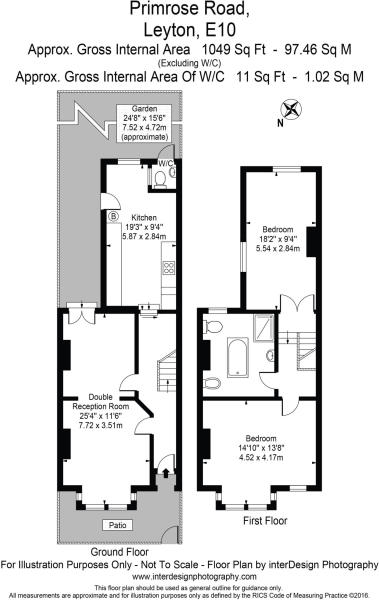 Primrose Road,
Leyton, E10
Approx. Gross Internal Area   1049 Sq Ft  -  97.46 Sq M
(Excluding W/C)
Approx. Gross Internal Area Of W/C   11 Sq Ft  -  1.02 Sq M
Garden
24'8" x 15'6"
7.52 x 4.72m
(approximate)
N
W/C
B
Kitchen
19'3" x 9'4"
5.87 x 2.84m
Bedroom
18'2" x 9'4"
5.54 x 2.84m
Double
Reception Room
25'4" x 11'6"
7.72 x 3.51m
Bedroom
14'10" x 13'8"
4.52 x 4.17m
Patio
First Floor
Ground Floor
For Illustration Purposes Only - Not To Scale - Floor Plan by interDesign Photography
www.interdesignphotography.com
This floor plan should be used as general outline for guidance only.
All measurements are approximate and for illustration purposes only as defined by the RICS Code of Measuring Practice ©2016.